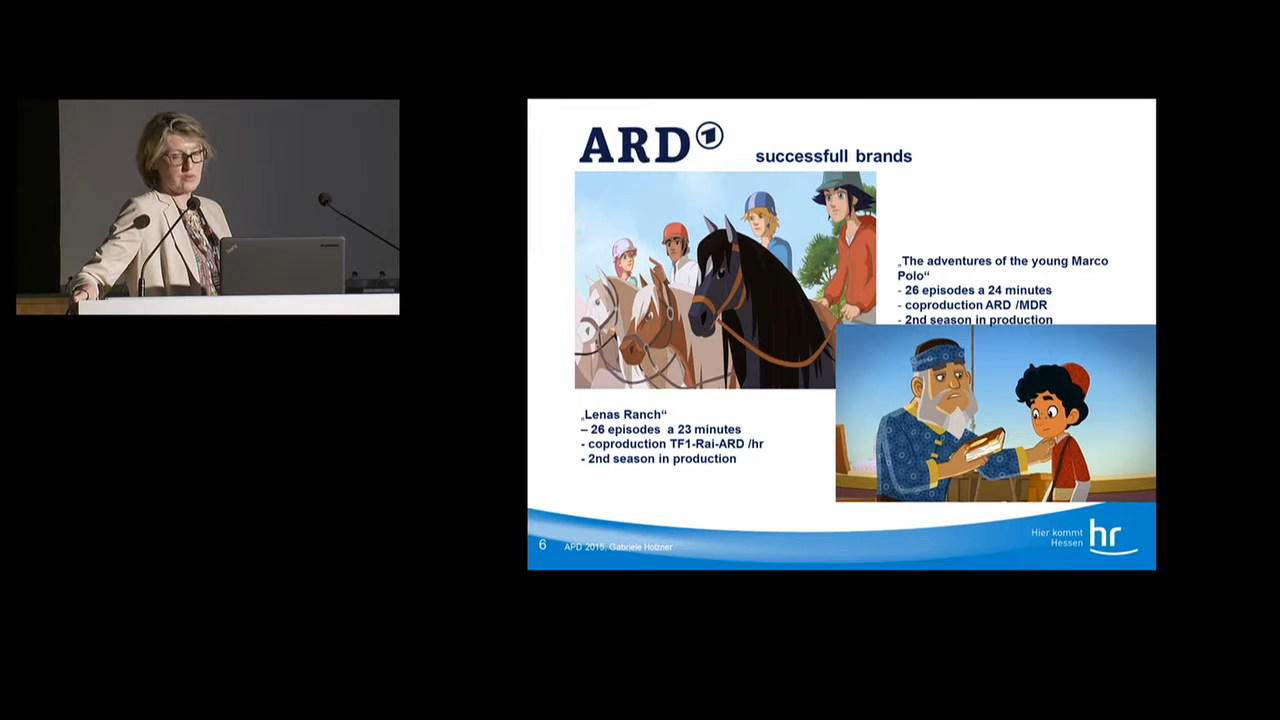 ARD 1
successfull brands
„The adventures of the young Marco
Polo“
- 26 episodes a 24 minutes
- coproduction ARD /MDR
- 2nd season in production
„Lenas Ranch“
– 26 episodes a 23 minutes
- coproduction TF1-Rai-ARD /hr
- 2nd season in production
6
APD 2015, Gabriele Holzner
Hier kommt
Hessen
hr